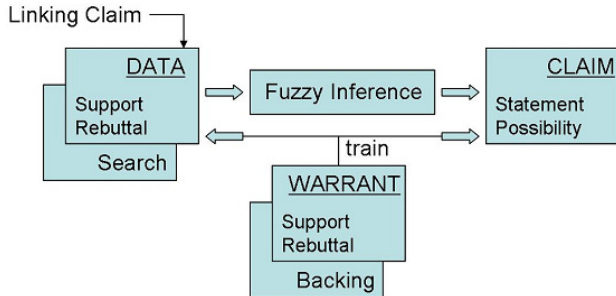 Linking Claim
DATA
Support
Rebuttal
Search
Fuzzy Inference
CLAIM
Statement
Possibility
train
WARRANT
Support
Rebuttal
Backing